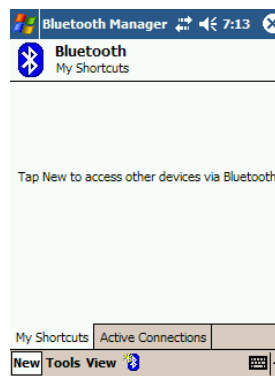 Bluetooth Manager 7:13
Bluetooth
My Shortcuts
Tap New to access other devices via Bluetooth
My Shortcuts Active Connections
New Tools View